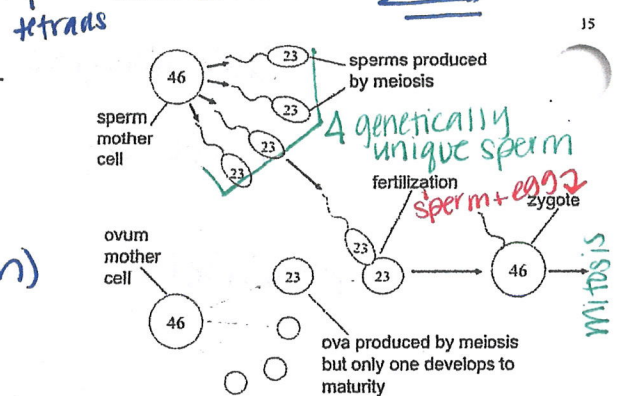 tetrads
15
46
23
sperms produced
by meiosis
23
sperm
mother
cell
23
23
4 genetically
unique sperm
fertilization
sperm + egg
zygote
ovum
mother
cell
23
23
23
46
46
mitosis
ova produced by meiosis
but only one develops to
maturity